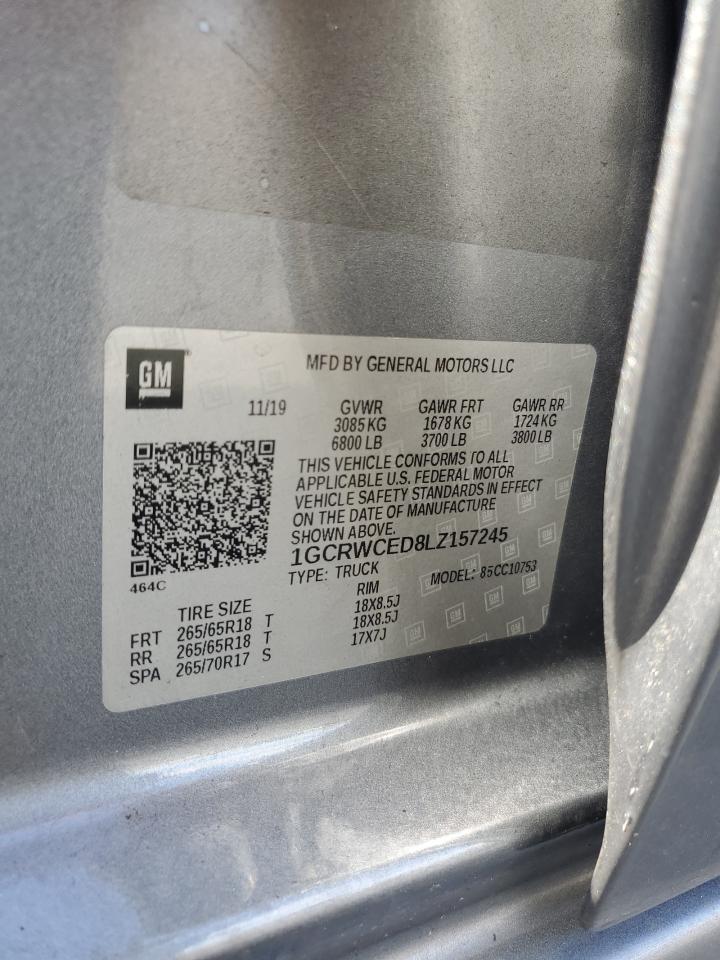 GM
MFD BY GENERAL MOTORS LLC
11/19 GVWR GAWR FRT GAWR RR
3085 KG 1678 KG 1724 KG
6800 LB 3700 LB 3800 LB
THIS VEHICLE CONFORMS TO ALL
APPLICABLE U.S. FEDERAL MOTOR
VEHICLE SAFETY STANDARDS IN EFFECT
ON THE DATE OF MANUFACTURE
SHOWN ABOVE.
1GCRWCED8LZ157245
TYPE: TRUCK MODEL: 85CC10753
464C
TIRE SIZE RIM
FRT 265/65R18 T 18X8.5J
RR 265/65R18 T 18X8.5J
SPA 265/70R17 S 17X7J